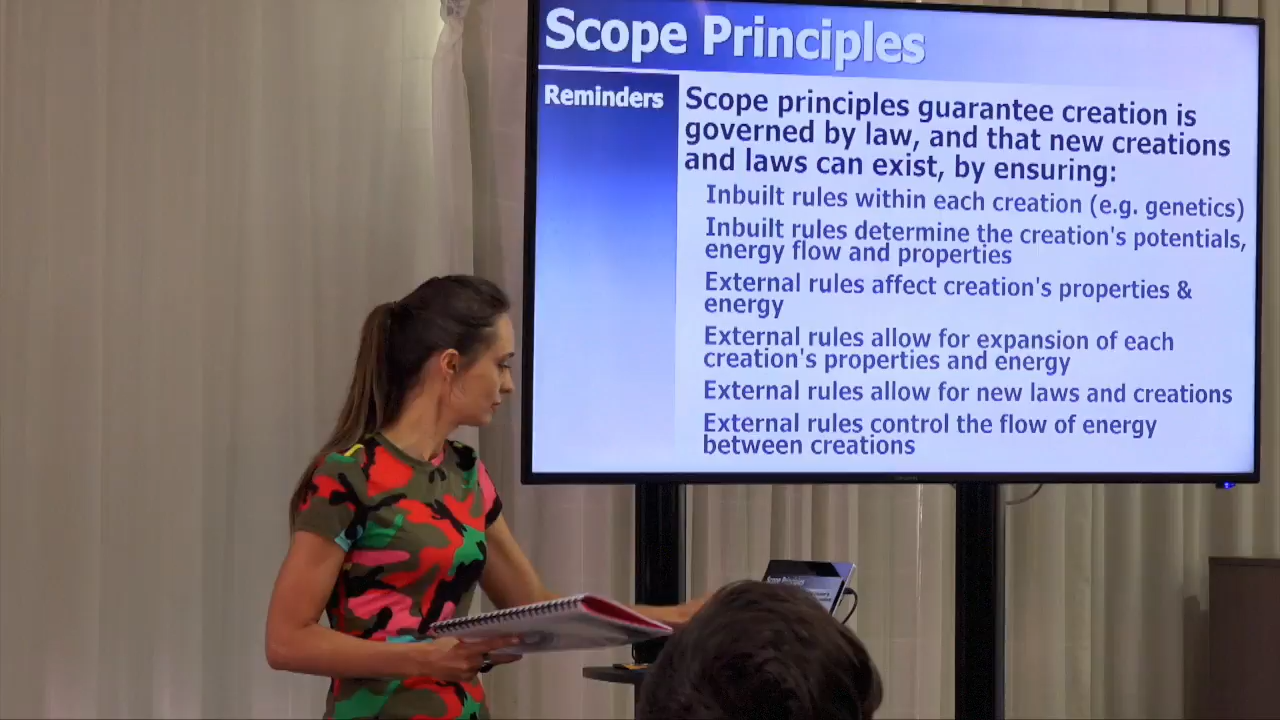 Scope Principles
Reminders
Scope principles guarantee creation is
governed by law, and that new creations
and laws can exist, by ensuring:
Inbuilt rules within each creation (e.g. genetics)
Inbuilt rules determine the creation's potentials,
energy flow and properties
External rules affect creation's properties &
energy
External rules allow for expansion of each
creation's properties and energy
External rules allow for new laws and creations
External rules control the flow of energy
between creations
Scope Principles